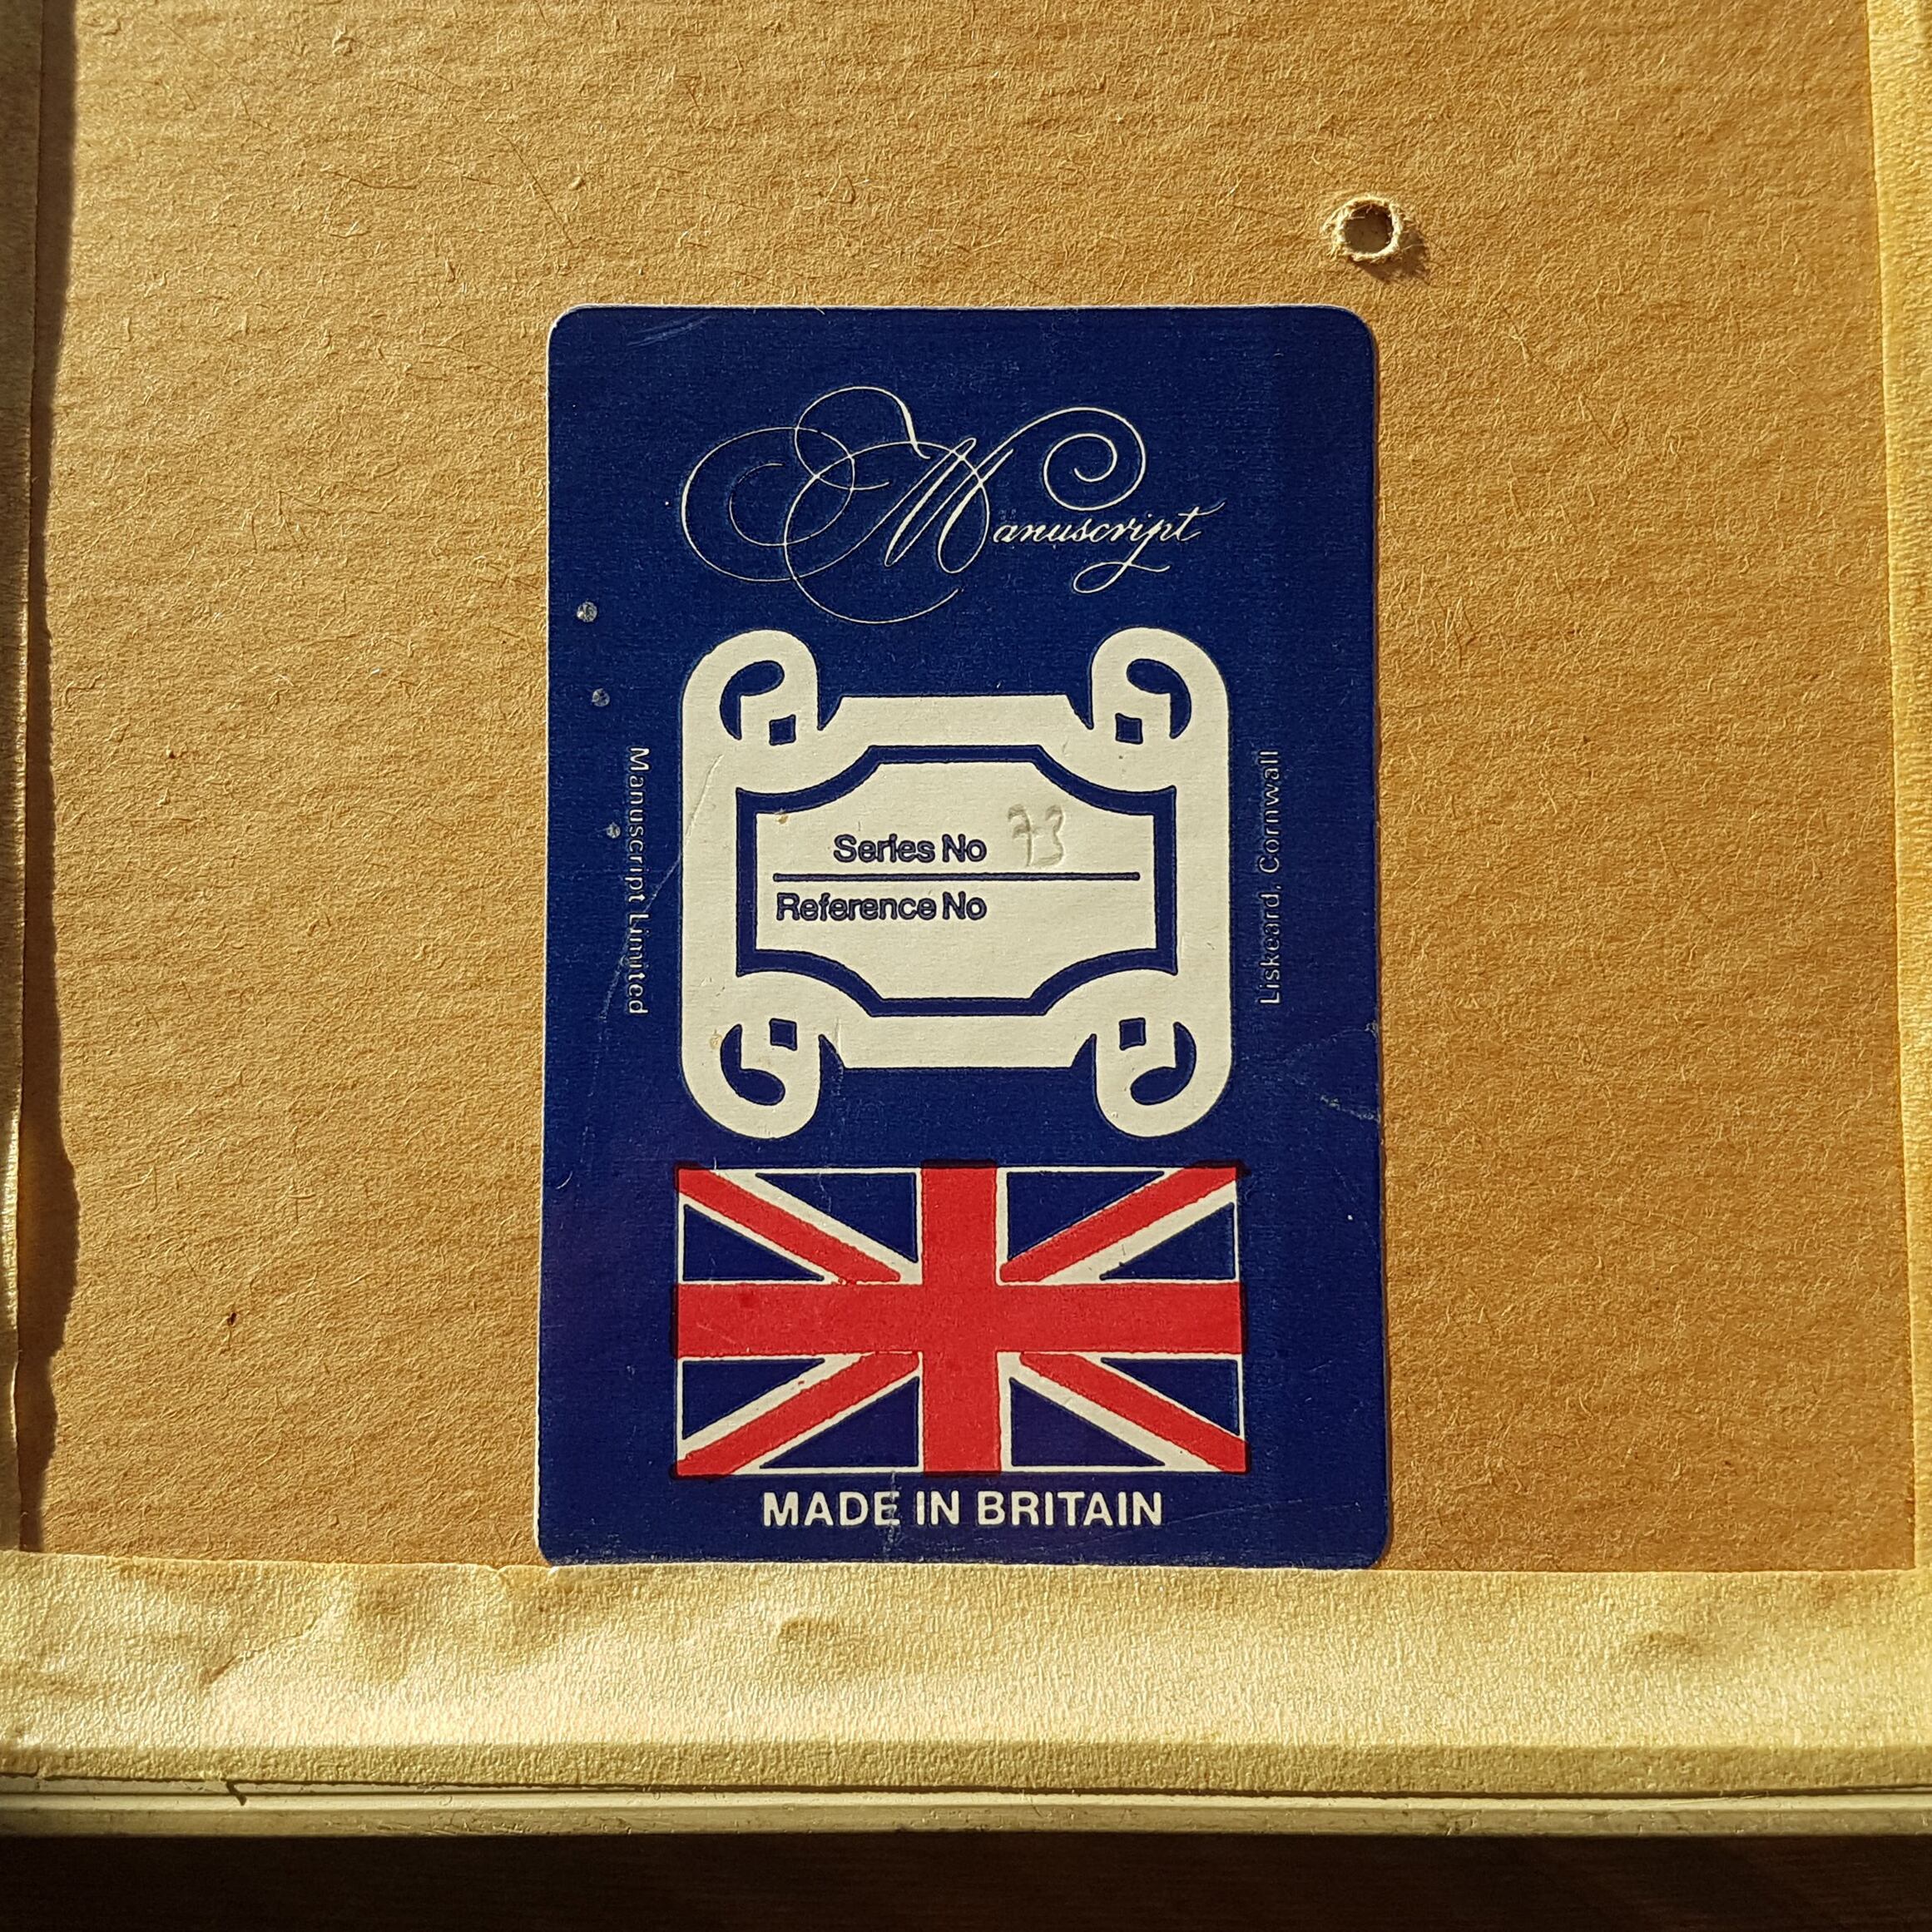 Manuscript
Manuscript Limited
Series No 73
Reference No
Liskeard, Cornwall
MADE IN BRITAIN